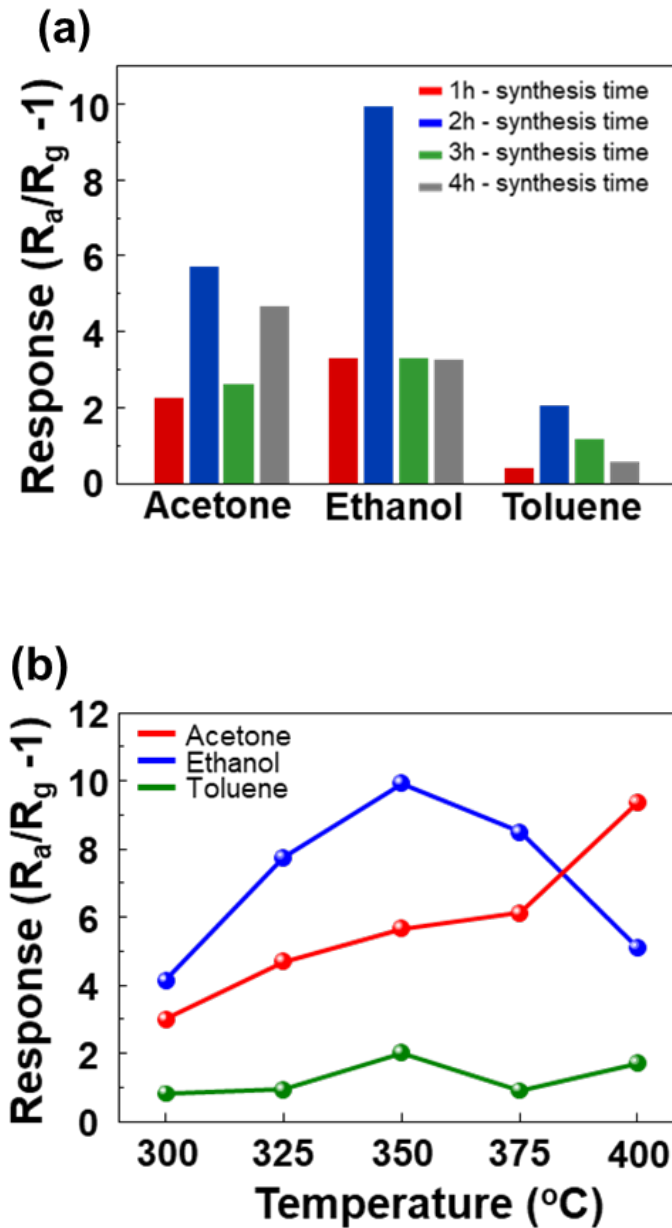 (a)
Response (Ra/Rg -1)
10
8
6
4
2
0
1h - synthesis time
2h - synthesis time
3h - synthesis time
4h - synthesis time
Acetone Ethanol Toluene
(b)
Response (Ra/Rg -1)
12
10
8
6
4
2
0
Acetone
Ethanol
Toluene
300 325 350 375 400
Temperature (oC)